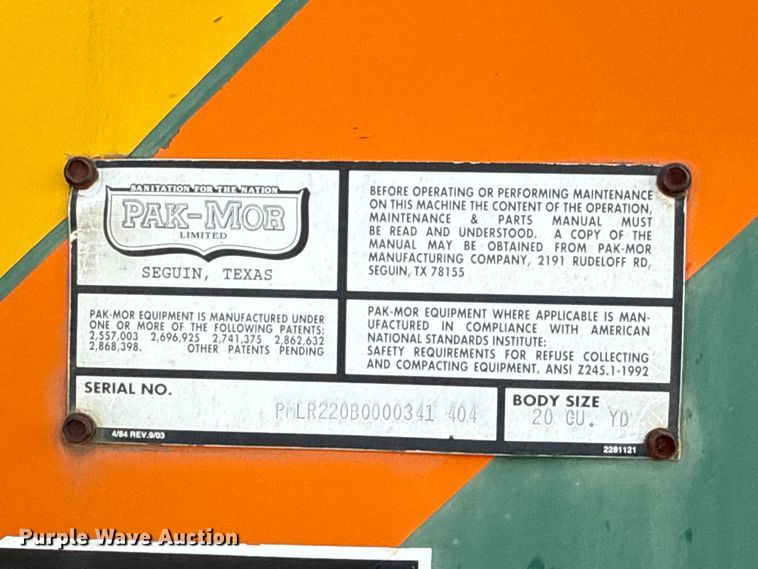 SANITATION FOR THE NATION
PAK-MOR
LIMITED
SEGUIN, TEXAS
BEFORE OPERATING OR PERFORMING MAINTENANCE
ON THIS MACHINE THE CONTENT OF THE OPERATION,
MAINTENANCE & PARTS MANUAL MUST
BE READ AND UNDERSTOOD. A COPY OF THE
MANUAL MAY BE OBTAINED FROM PAK-MOR
MANUFACTURING COMPANY, 2191 RUDELOFF RD,
SEGUIN, TX 78155
PAK-MOR EQUIPMENT IS MANUFACTURED UNDER
ONE OR MORE OF THE FOLLOWING PATENTS:
2,557,003 2,696,925 2,741,375 2,862,632
2,868,398. OTHER PATENTS PENDING
PAK-MOR EQUIPMENT WHERE APPLICABLE IS MAN-
UFACTURED IN COMPLIANCE WITH AMERICAN
NATIONAL STANDARDS INSTITUTE:
SAFETY REQUIREMENTS FOR REFUSE COLLECTING
AND COMPACTING EQUIPMENT. ANSI Z245.1-1992
SERIAL NO.
PMLR220B0000341 404
BODY SIZE
20 CU. YD
4/84 REV.9/03
2281121
Purple Wave Auction